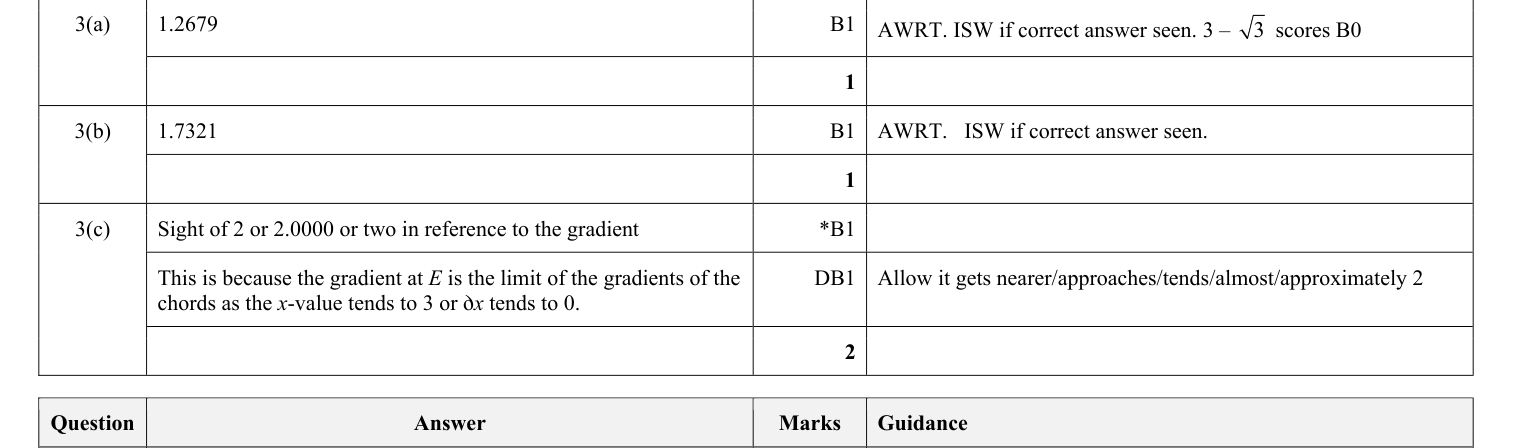 3(a) 1.2679 B1 AWRT. ISW if correct answer seen. 3 – √3 scores B0
1
3(b) 1.7321 B1 AWRT. ISW if correct answer seen.
1
3(c) Sight of 2 or 2.0000 or two in reference to the gradient *B1
This is because the gradient at E is the limit of the gradients of the DB1 Allow it gets nearer/approaches/tends/almost/approximately 2
chords as the x-value tends to 3 or ∂x tends to 0.
2
Question Answer Marks Guidance